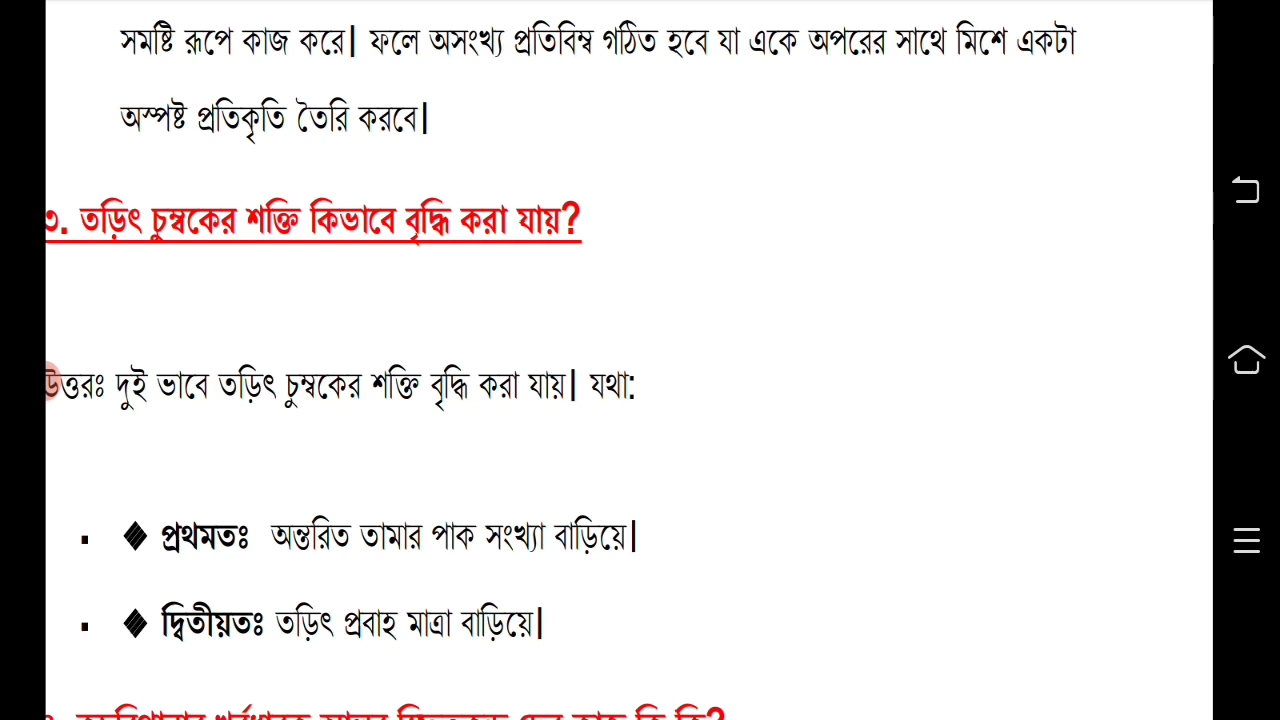 সমষ্টি রূপে কাজ করে| ফলে অসংখ্য প্রতিবিম্ব গঠিত হবে যা একে অপরের সাথে মিশে একটা
অস্পষ্ট প্রতিকৃতি তৈরি করবে|
৩. তড়িৎ চুম্বকের শক্তি কিভাবে বৃদ্ধি করা যায়?
উত্তরঃ দুই ভাবে তড়িৎ চুম্বকের শক্তি বৃদ্ধি করা যায়| যথা:
▪ ♦ প্রথমতঃ অন্তরিত তামার পাক সংখ্যা বাড়িয়ে|
▪ ♦ দ্বিতীয়তঃ তড়িৎ প্রবাহ মাত্রা বাড়িয়ে|